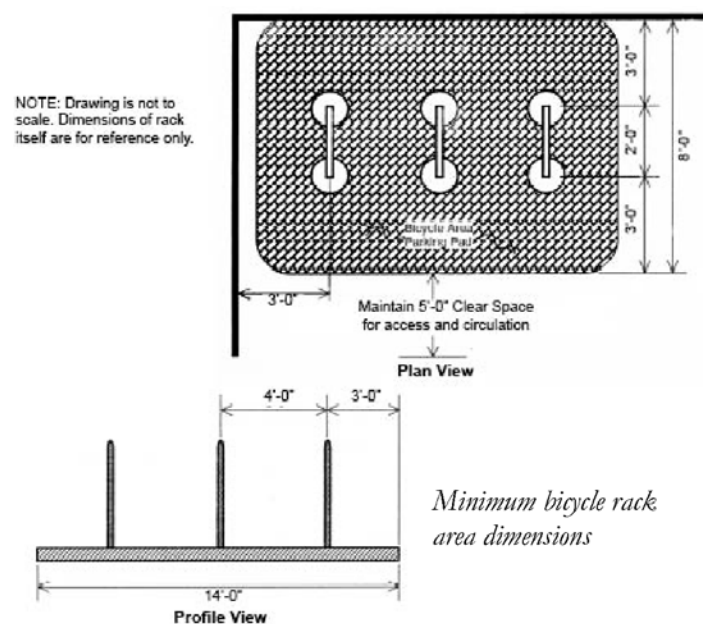 NOTE: Drawing is not to
scale. Dimensions of rack
itself are for reference only.
3'-0"
2'-0"
8'-0"
3'-0"
Bicycle Area
Parking Pad
3'-0"
Maintain 5'-0" Clear Space
for access and circulation
Plan View
4'-0"
3'-0"
Minimum bicycle rack
area dimensions
14'-0"
Profile View